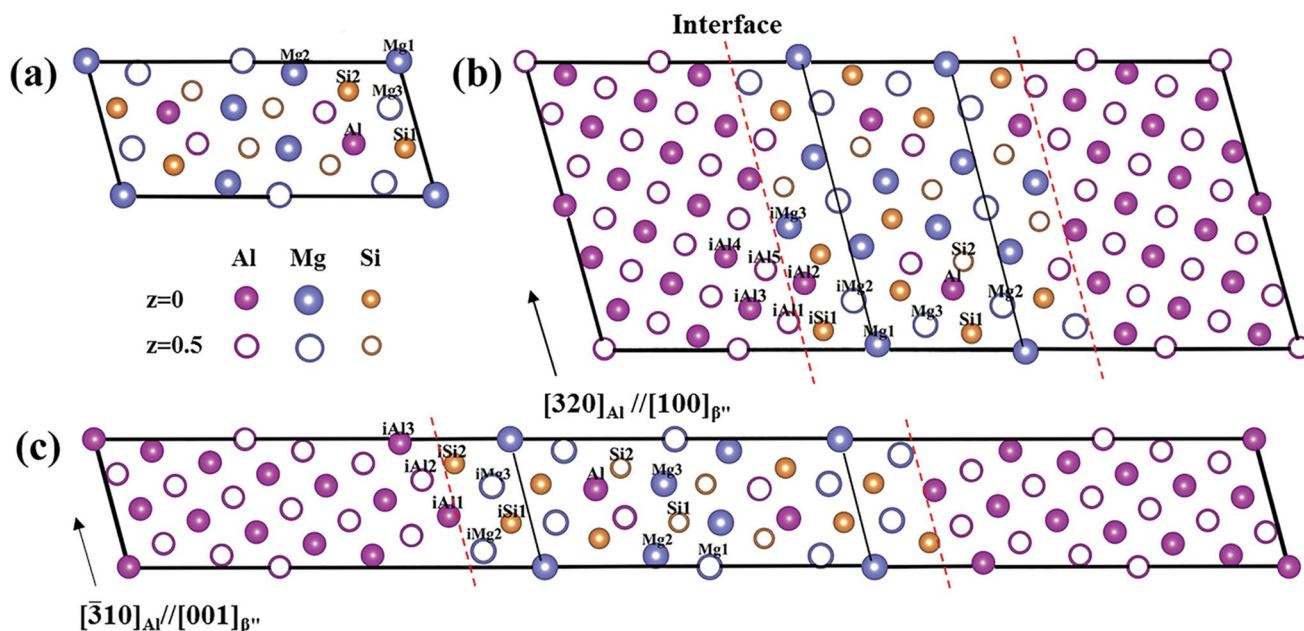 (a)
Mg2
Mg1
Si2
Mg3
Al
Si1
Al Mg Si
z=0
z=0.5
Interface
(b)
iMg3
iAl4
iAl5
iAl2
iMg2
iAl3
iAl1
iSi1
Mg1
Mg3
Si2
Al
Mg2
Si1
[320]Al//[100]β''
(c)
iAl3
iSi2
iAl2
iMg3
iAl1
iSi1
iMg2
Al
Si2
Mg3
Si1
Mg2
Mg1
[3̅10]Al//[001]β''